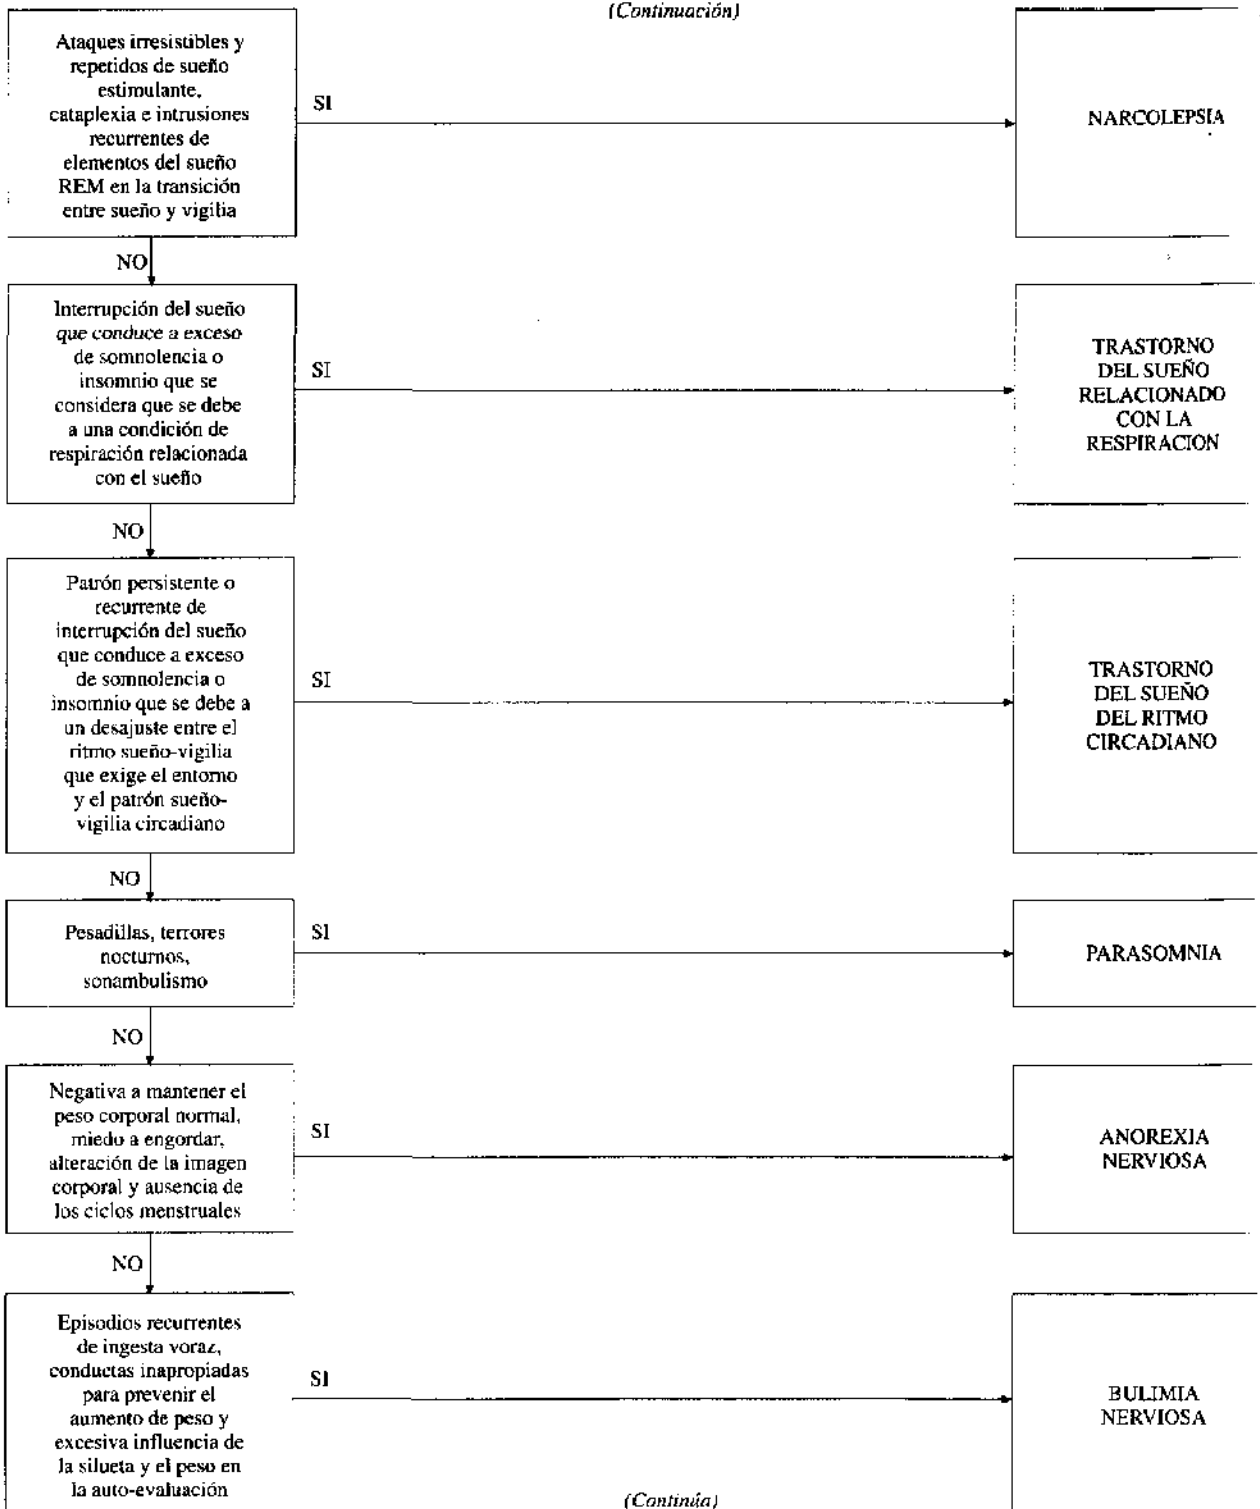 (Continuación)
Ataques irresistibles y
repetidos de sueño
estimulante,
cataplexia e intrusiones
recurrentes de
elementos del sueño
REM en la transición
entre sueño y vigilia
SI
NARCOLEPSIA
NO
Interrupción del sueño
que conduce a exceso
de somnolencia o
insomnio que se
considera que se debe
a una condición de
respiración relacionada
con el sueño
SI
TRASTORNO
DEL SUEÑO
RELACIONADO
CON LA
RESPIRACION
NO
Patrón persistente o
recurrente de
interrupción del sueño
que conduce a exceso
de somnolencia o
insomnio que se debe a
un desajuste entre el
ritmo sueño-vigilia
que exige el entorno
y el patrón sueño-
vigilia circadiano
SI
TRASTORNO
DEL SUEÑO
DEL RITMO
CIRCADIANO
NO
Pesadillas, terrores
nocturnos,
sonambulismo
SI
PARASOMNIA
NO
Negativa a mantener el
peso corporal normal,
miedo a engordar,
alteración de la imagen
corporal y ausencia de
los ciclos menstruales
SI
ANOREXIA
NERVIOSA
NO
Episodios recurrentes
de ingesta voraz,
conductas inapropiadas
para prevenir el
aumento de peso y
excesiva influencia de
la silueta y el peso en
la auto-evaluación
SI
BULIMIA
NERVIOSA
(Continúa)